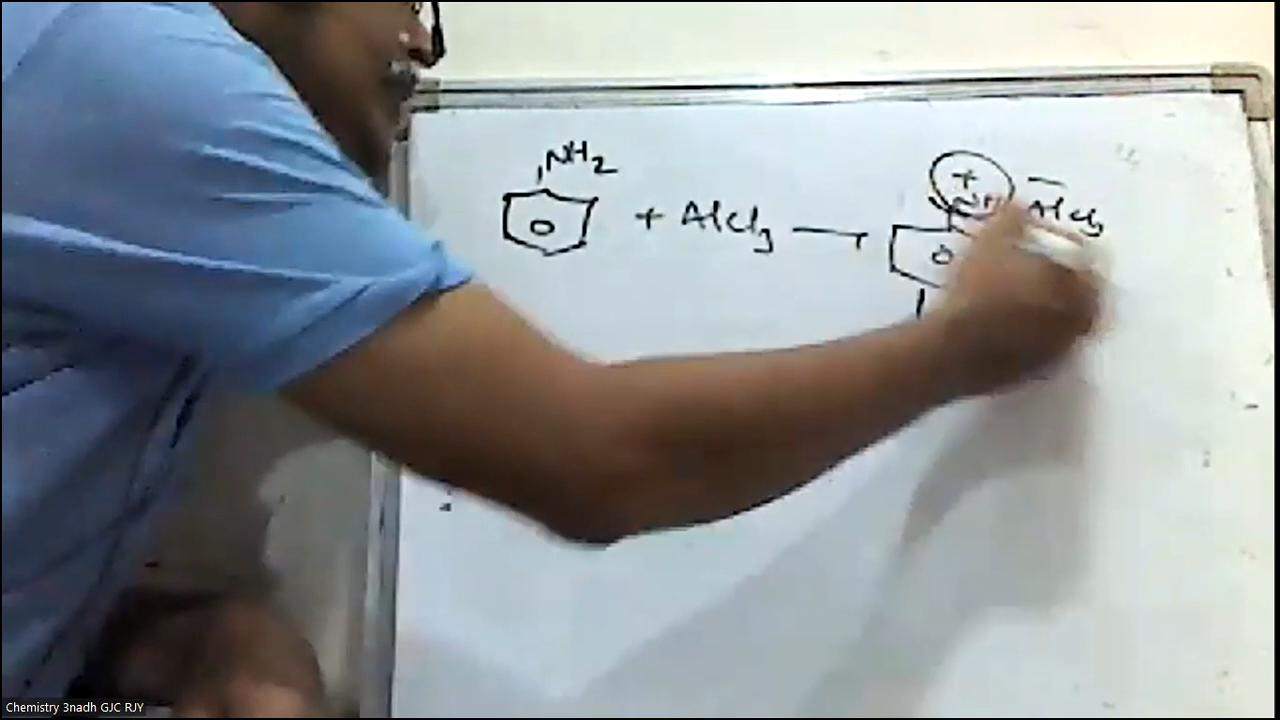 NH2
+ AlCl3 →
+ −
AlCl3
Chemistry 3nadh GJC RJY